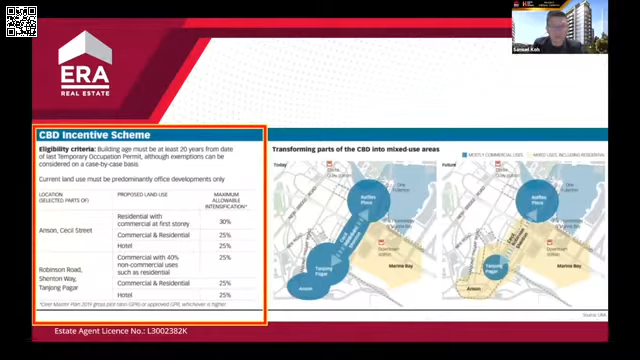 Samuel Koh
ERA
REAL ESTATE
CBD Incentive Scheme
Eligibility criteria: Building age must be at least 20 years from date
of last Temporary Occupation Permit, although exemptions can be
considered on a case-by-case basis
Current land use must be predominantly office developments only
LOCATION
(SELECTED PARTS OF)
PROPOSED LAND USE
MAXIMUM
ALLOWABLE
INTENSIFICATION*
Anson, Cecil Street
Residential with
commercial at first storey
30%
Commercial & Residential
25%
Hotel
25%
Robinson Road,
Shenton Way,
Tanjong Pagar
Commercial with 40%
non-commercial uses
such as residential
25%
Commercial & Residential
25%
Hotel
25%
*Over Master Plan 2019 gross plot ratio (GPR) or approved GPR, whichever is higher
Transforming parts of the CBD into mixed-use areas
MOSTLY COMMERCIAL USES
MIXED USES, INCLUDING RESIDENTIAL
Today
Raffles
Place
Downtown
Marina Bay
Tanjong
Pagar
Anson
Future
Raffles
Place
Downtown
Marina Bay
Tanjong
Pagar
Anson
Source: URA
Estate Agent Licence No.: L3002382K